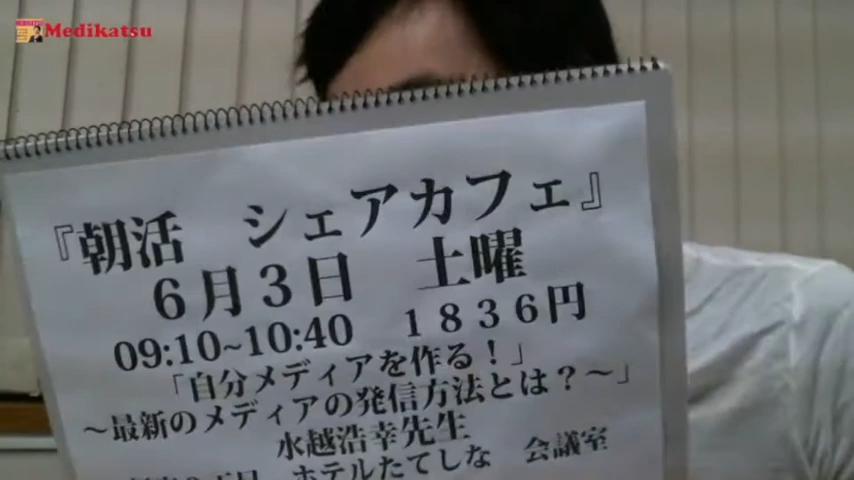 Medikatsu
『朝活 シェアカフェ』
6月3日 土曜
09:10~10:40 1836円
「自分メディアを作る！」
～最新のメディアの発信方法とは？～」
水越浩幸先生
丁目 ホテルたてしな 会議室